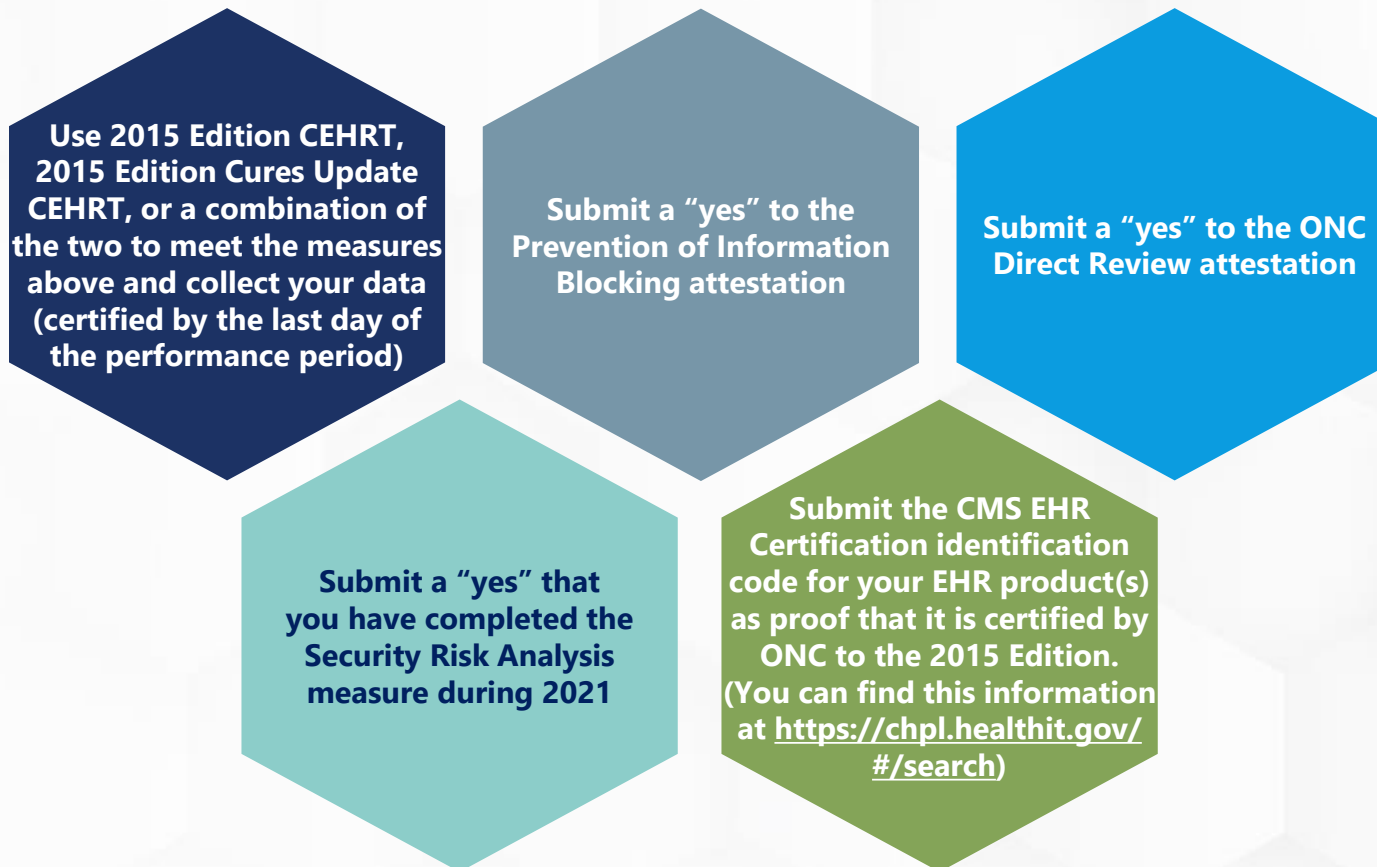 Use 2015 Edition CEHRT,
2015 Edition Cures Update
CEHRT, or a combination of
the two to meet the measures
above and collect your data
(certified by the last day of
the performance period)
Submit a “yes” to the
Prevention of Information
Blocking attestation
Submit a “yes” to the ONC
Direct Review attestation
Submit a “yes” that
you have completed the
Security Risk Analysis
measure during 2021
Submit the CMS EHR
Certification identification
code for your EHR product(s)
as proof that it is certified by
ONC to the 2015 Edition.
(You can find this information
at https://chpl.healthit.gov/
#/search)